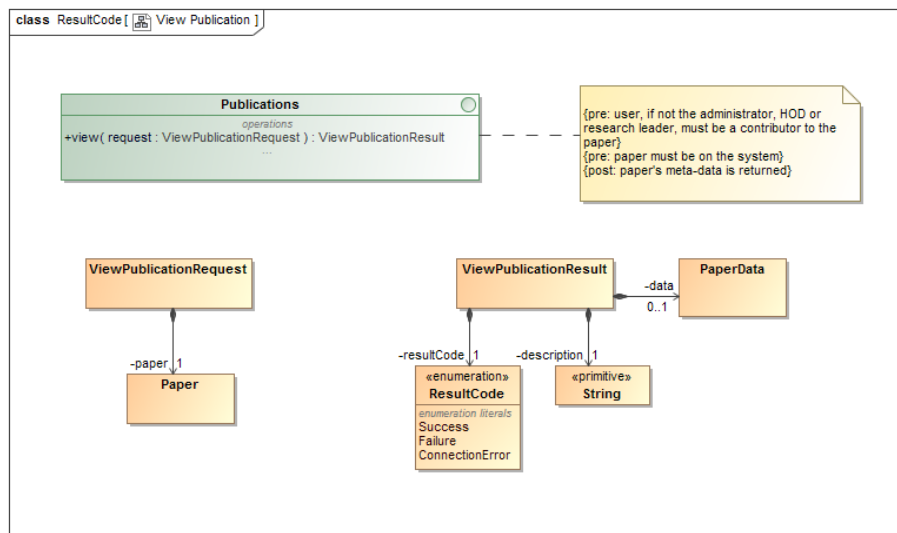 class ResultCode [ View Publication ]
Publications
operations
+view( request : ViewPublicationRequest ) : ViewPublicationResult
...
{pre: user, if not the administrator, HOD or
research leader, must be a contributor to the
paper}
{pre: paper must be on the system}
{post: paper's meta-data is returned}
ViewPublicationRequest
ViewPublicationResult
PaperData
-data
0..1
-paper 1
-resultCode 1
-description 1
Paper
«enumeration»
ResultCode
enumeration literals
Success
Failure
ConnectionError
«primitive»
String